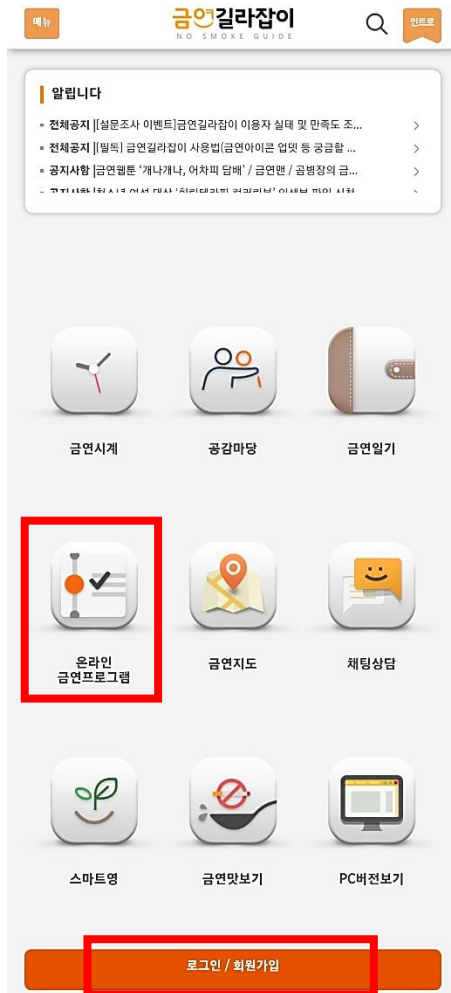 메뉴
금연길라잡이
NO SMOKE GUIDE
인트로
알립니다
전체공지 |[설문조사 이벤트]금연길라잡이 이용자 실태 및 만족도 조...
전체공지 |[필독] 금연길라잡이 사용법(금연아이콘 업뎃 등 궁금할 ...
공지사항 |금연웹툰 '개나개나, 어차피 담배' / 금연맨 / 곰병장의 금...
금연시계
공감마당
금연일기
온라인
금연프로그램
금연지도
채팅상담
스마트영
금연맛보기
PC버전보기
로그인 / 회원가입